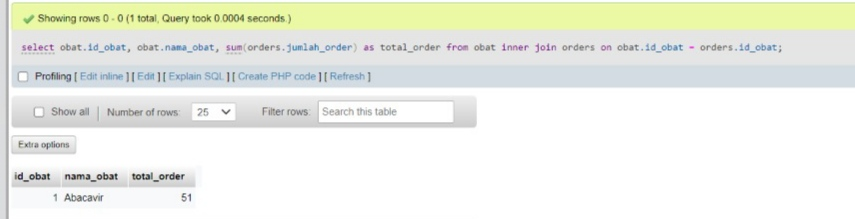 Showing rows 0 - 0 (1 total, Query took 0.0004 seconds.)
select obat.id_obat, obat.nama_obat, sum(orders.jumlah_order) as total_order from obat inner join orders on obat.id_obat = orders.id_obat;
Profiling [ Edit inline ] [ Edit ] [ Explain SQL ] [ Create PHP code ] [ Refresh ]
Show all | Number of rows: 25 Filter rows: Search this table
Extra options
id_obat nama_obat total_order
1 Abacavir 51